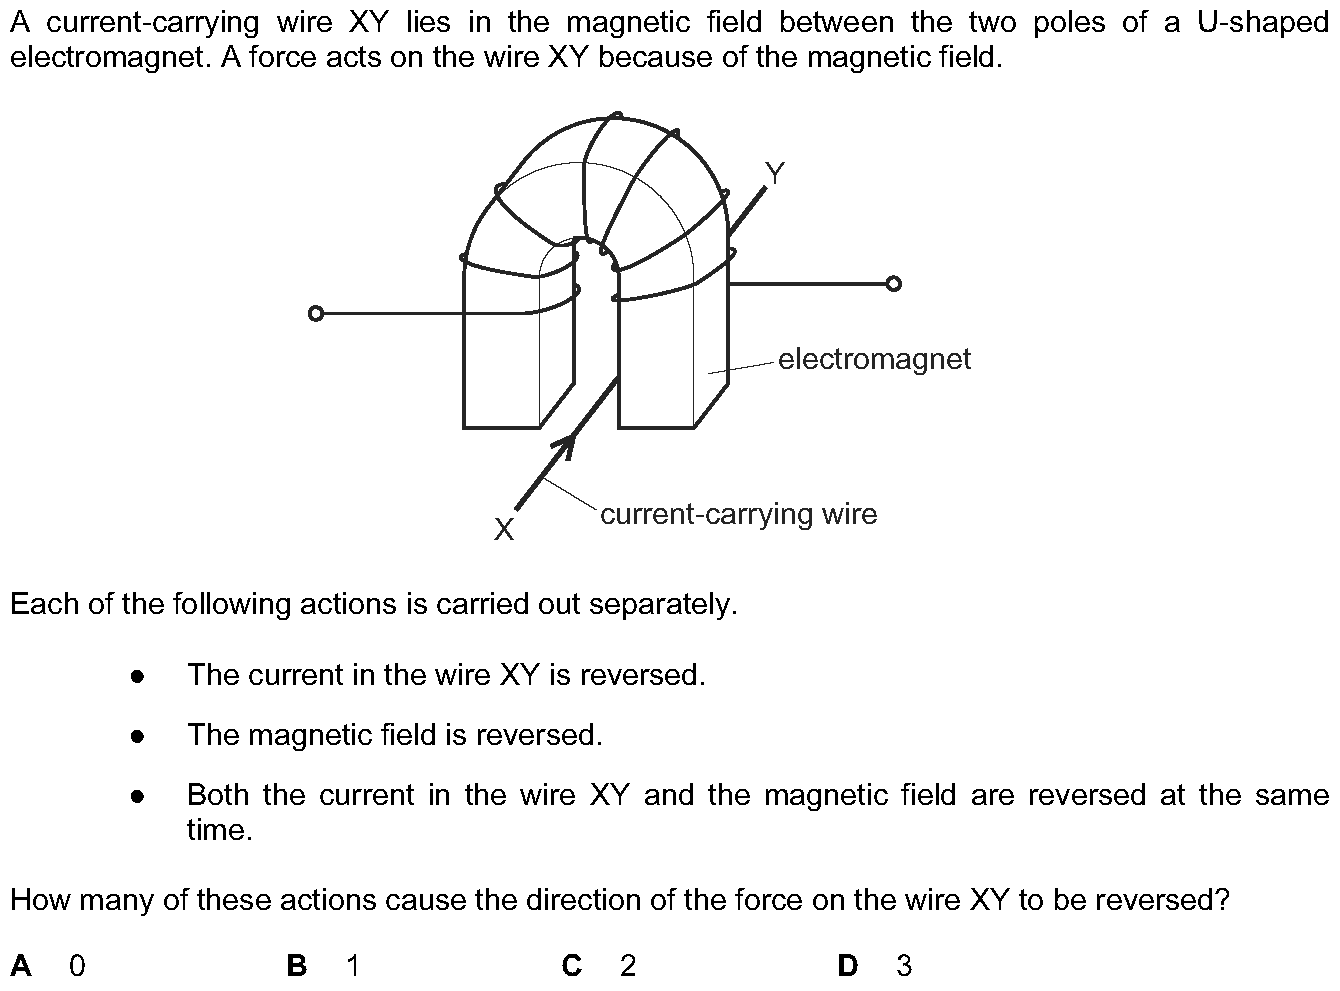 A current-carrying wire XY lies in the magnetic field between the two poles of a U-shaped
electromagnet. A force acts on the wire XY because of the magnetic field.
Y
electromagnet
current-carrying wire
X
Each of the following actions is carried out separately.
● The current in the wire XY is reversed.
● The magnetic field is reversed.
● Both the current in the wire XY and the magnetic field are reversed at the same
time.
How many of these actions cause the direction of the force on the wire XY to be reversed?
A 0 B 1 C 2 D 3